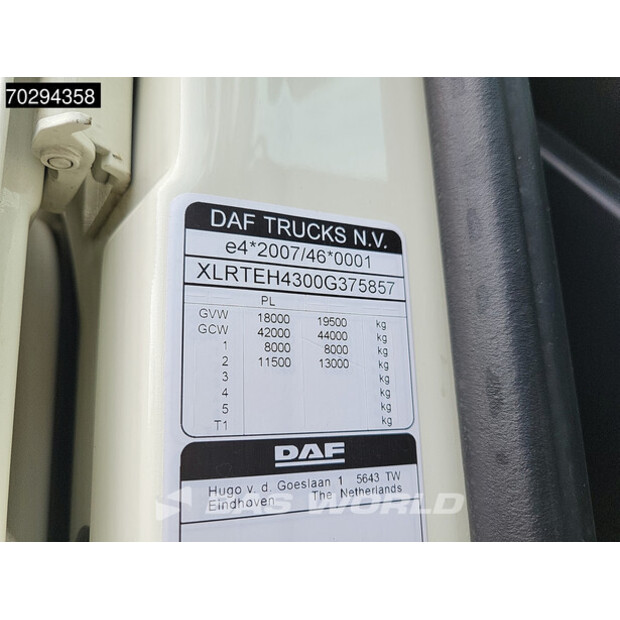 70294358
DAF TRUCKS N.V.
e4*2007/46*0001
XLRTEH4300G375857
PL
GVW 18000 19500 kg
GCW 42000 44000 kg
1 8000 8000 kg
2 11500 13000 kg
3 kg
4 kg
5 kg
T1 kg
DAF
Hugo v. d. Goeslaan 1 5643 TW
Eindhoven The Netherlands
BAS WORLD